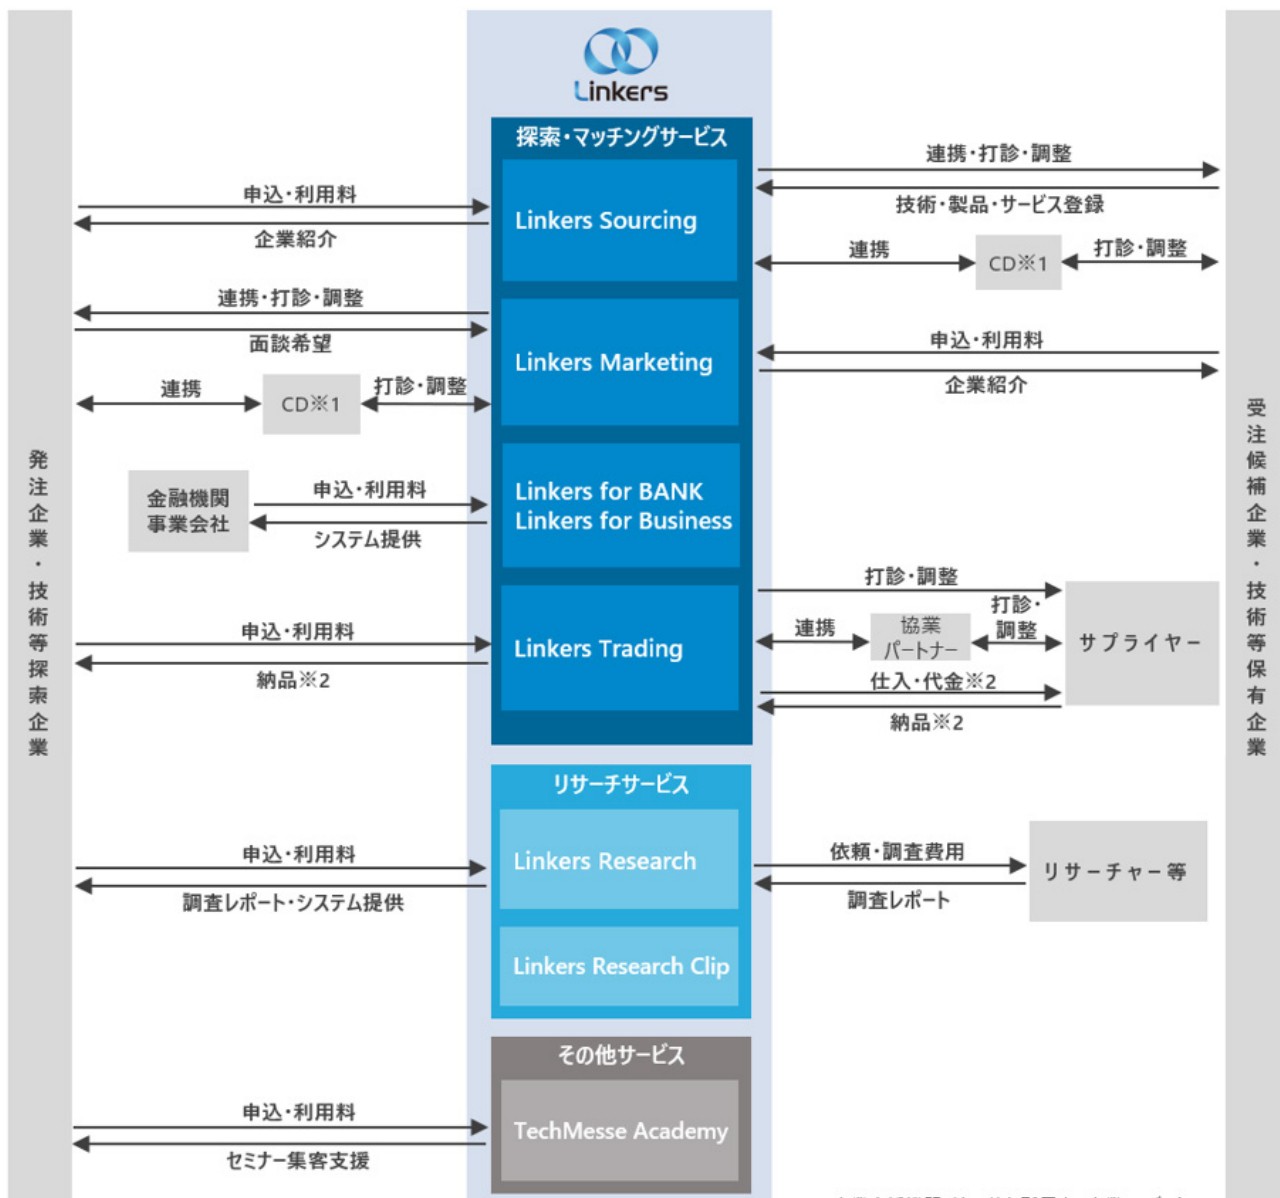 Linkers
探索・マッチングサービス
連携・打診・調整
申込・利用料
Linkers Sourcing
技術・製品・サービス登録
企業紹介
連携
CD※1
打診・調整
連携・打診・調整
面談希望
Linkers Marketing
申込・利用料
企業紹介
連携
CD※1
打診・調整
発注企業・技術等探索企業
受注候補企業・技術等保有企業
金融機関
事業会社
申込・利用料
システム提供
Linkers for BANK
Linkers for Business
打診・調整
申込・利用料
納品※2
Linkers Trading
連携
協業
パートナー
打診・
調整
サプライヤー
仕入・代金※2
納品※2
リサーチサービス
申込・利用料
調査レポート・システム提供
Linkers Research
依頼・調査費用
調査レポート
リサーチャー等
Linkers Research Clip
その他サービス
申込・利用料
セミナー集客支援
TechMesse Academy